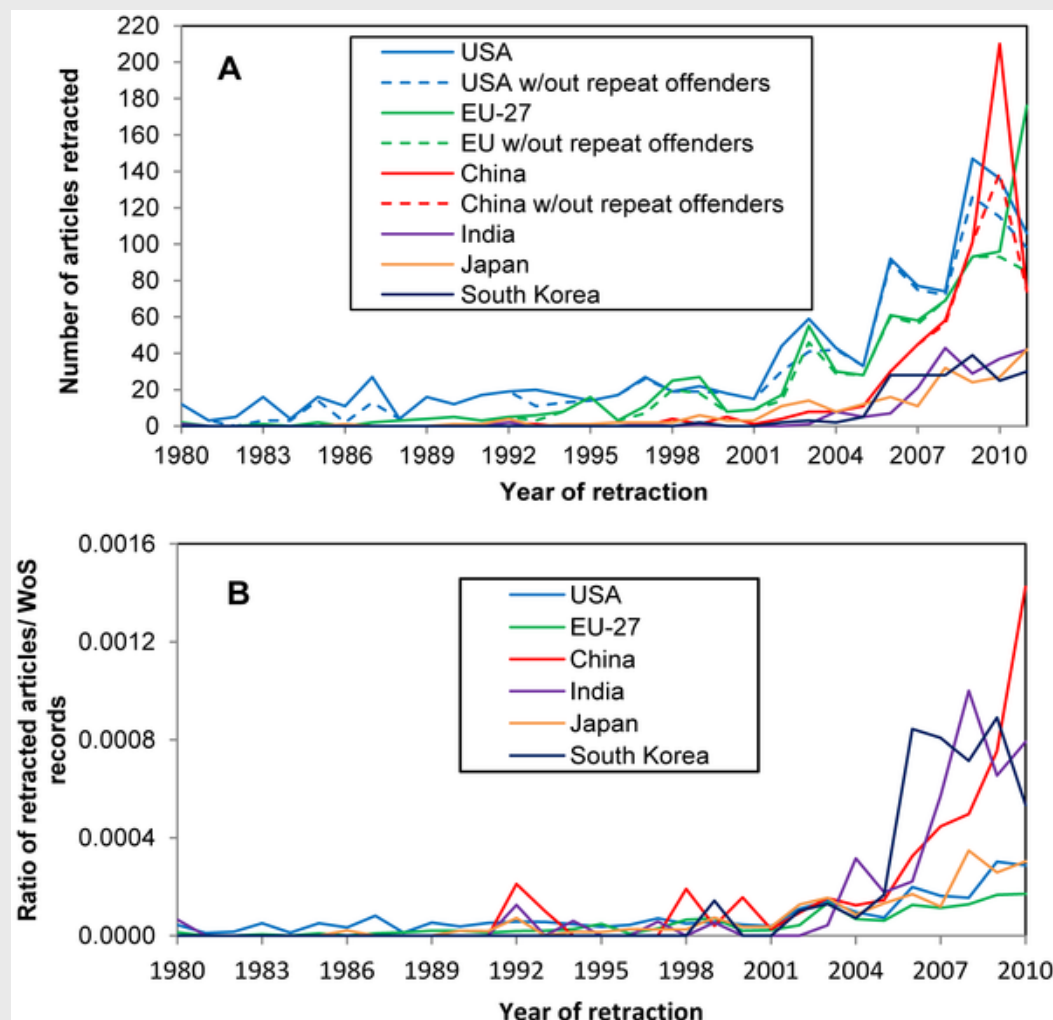 A
USA
USA w/out repeat offenders
EU-27
EU w/out repeat offenders
China
China w/out repeat offenders
India
Japan
South Korea
Number of articles retracted
220
200
180
160
140
120
100
80
60
40
20
0
1980 1983 1986 1989 1992 1995 1998 2001 2004 2007 2010
Year of retraction
B
USA
EU-27
China
India
Japan
South Korea
Ratio of retracted articles/ WoS
records
0.0016
0.0012
0.0008
0.0004
0.0000
1980 1983 1986 1989 1992 1995 1998 2001 2004 2007 2010
Year of retraction